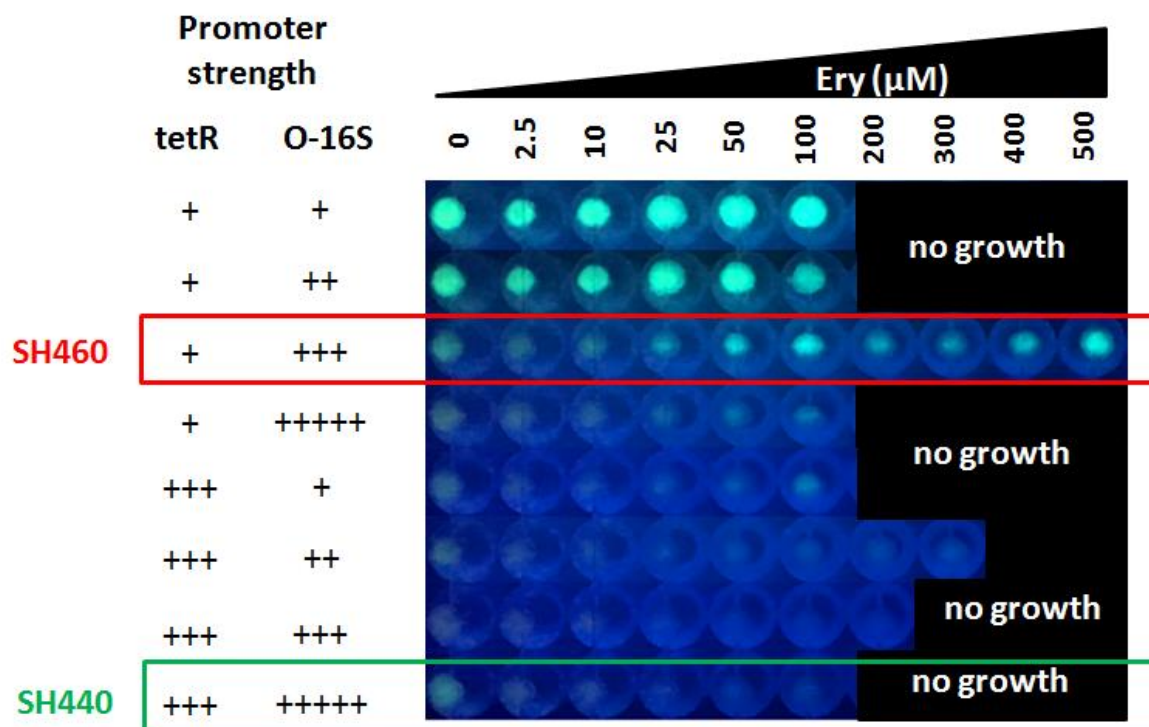 Promoter
strength
Ery (µM)
tetR O-16S 0 2.5 10 25 50 100 200 300 400 500
+ +
no growth
+ ++
SH460 + +++
+ +++++
no growth
+++ +
+++ ++
no growth
+++ +++
no growth
SH440 +++ +++++